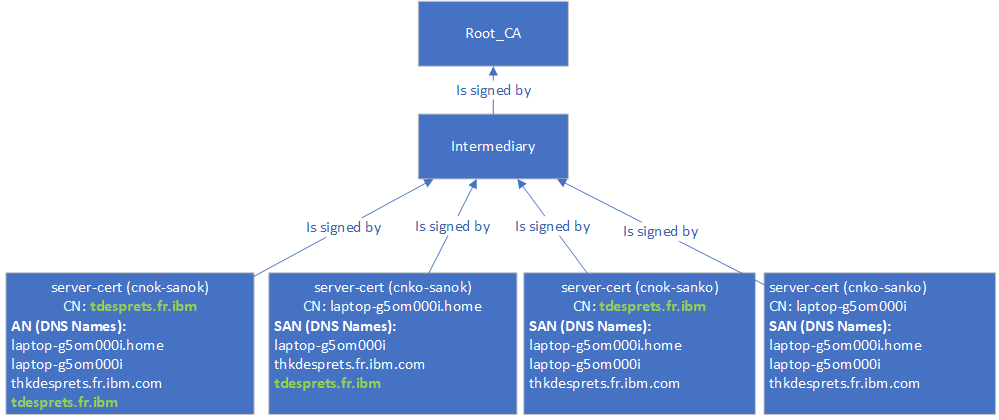 Root_CA
Is signed by
Intermediary
Is signed by
Is signed by
Is signed by
Is signed by
server-cert (cnok-sanok)
CN: tdesprets.fr.ibm
AN (DNS Names):
laptop-g5om000i.home
laptop-g5om000i
thkdesprets.fr.ibm.com
tdesprets.fr.ibm
server-cert (cnko-sanok)
CN: laptop-g5om000i.home
SAN (DNS Names):
laptop-g5om000i
thkdesprets.fr.ibm.com
tdesprets.fr.ibm
server-cert (cnok-sanko)
CN: tdesprets.fr.ibm
SAN (DNS Names):
laptop-g5om000i.home
laptop-g5om000i
thkdesprets.fr.ibm.com
server-cert (cnko-sanko)
CN: laptop-g5om000i
SAN (DNS Names):
laptop-g5om000i.home
laptop-g5om000i
thkdesprets.fr.ibm.com